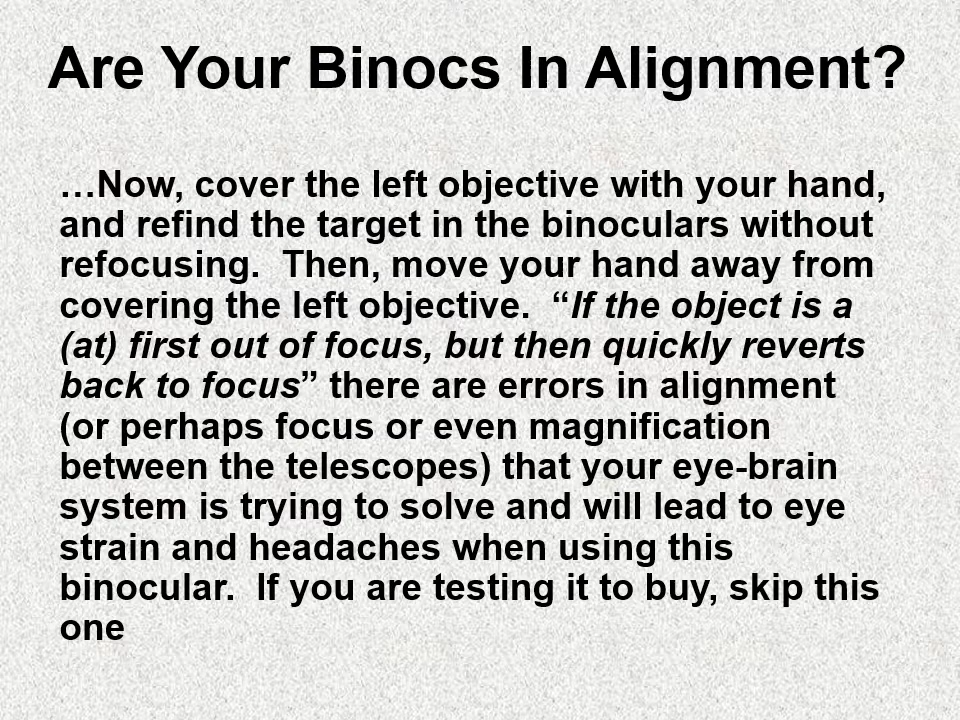 Are Your Binocs In Alignment?
…Now, cover the left objective with your hand,
and refind the target in the binoculars without
refocusing.  Then, move your hand away from
covering the left objective.  “If the object is a
(at) first out of focus, but then quickly reverts
back to focus” there are errors in alignment
(or perhaps focus or even magnification
between the telescopes) that your eye-brain
system is trying to solve and will lead to eye
strain and headaches when using this
binocular.  If you are testing it to buy, skip this
one